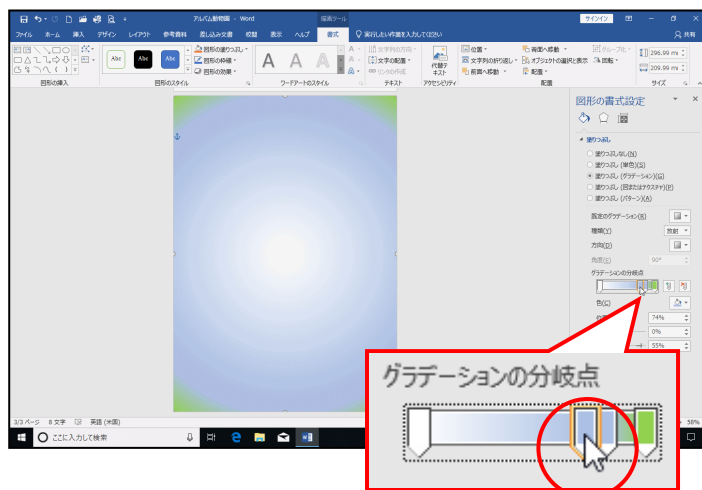 アルバム動物園 - Word
描画ツール
サインイン
ファイル ホーム 挿入 デザイン レイアウト 参考資料 差し込み文書 校閲 表示 ヘルプ 書式 実行したい作業を入力してください 共有
Abc Abc Abc
図形の塗りつぶし
図形の枠線
図形の効果
A A A
文字列の方向
文字の配置
リンクの作成
代替テ
キスト
位置
文字列の折り返し
前面へ移動
背面へ移動
オブジェクトの選択と表示
配置
グループ化
回転
296.99 mm
209.99 mm
図形の挿入 図形のスタイル ワードアートのスタイル テキスト アクセシビリティ 配置 サイズ
図形の書式設定
塗りつぶし
塗りつぶしなし(N)
塗りつぶし (単色)(S)
塗りつぶし (グラデーション)(G)
塗りつぶし (図またはテクスチャ)(P)
塗りつぶし (パターン)(A)
既定のグラデーション(R)
種類(Y) 放射
方向(D)
角度(E) 90°
グラデーションの分岐点
色(C)
74%
0%
55%
グラデーションの分岐点
3/3 ページ 8 文字 英語 (米国)
58%
ここに入力して検索